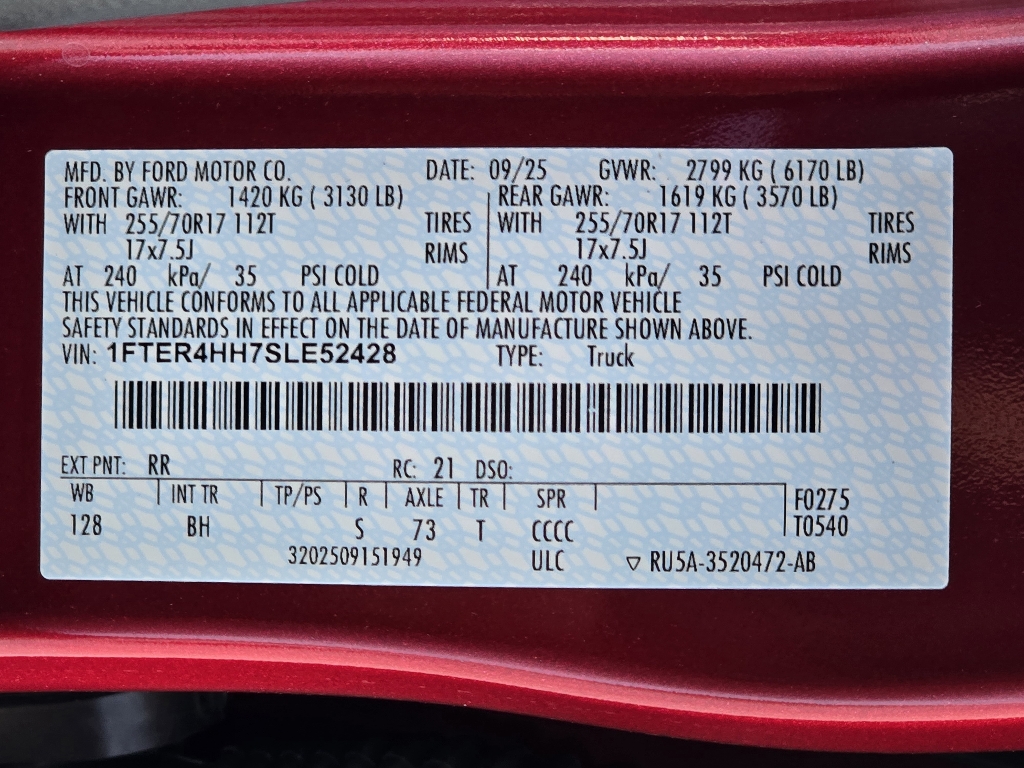 MFD. BY FORD MOTOR CO. DATE: 09/25 GVWR: 2799 KG ( 6170 LB)
FRONT GAWR: 1420 KG ( 3130 LB) REAR GAWR: 1619 KG ( 3570 LB)
WITH 255/70R17 112T TIRES WITH 255/70R17 112T TIRES
17x7.5J RIMS 17x7.5J RIMS
AT 240 kPa/ 35 PSI COLD AT 240 kPa/ 35 PSI COLD
THIS VEHICLE CONFORMS TO ALL APPLICABLE FEDERAL MOTOR VEHICLE
SAFETY STANDARDS IN EFFECT ON THE DATE OF MANUFACTURE SHOWN ABOVE.
VIN: 1FTER4HH7SLE52428 TYPE: Truck
EXT PNT: RR RC: 21 DSO:
WB INT TR TP/PS R AXLE TR SPR F0275
128 BH S 73 T CCCC T0540
3202509151949 ULC ▽ RU5A-3520472-AB